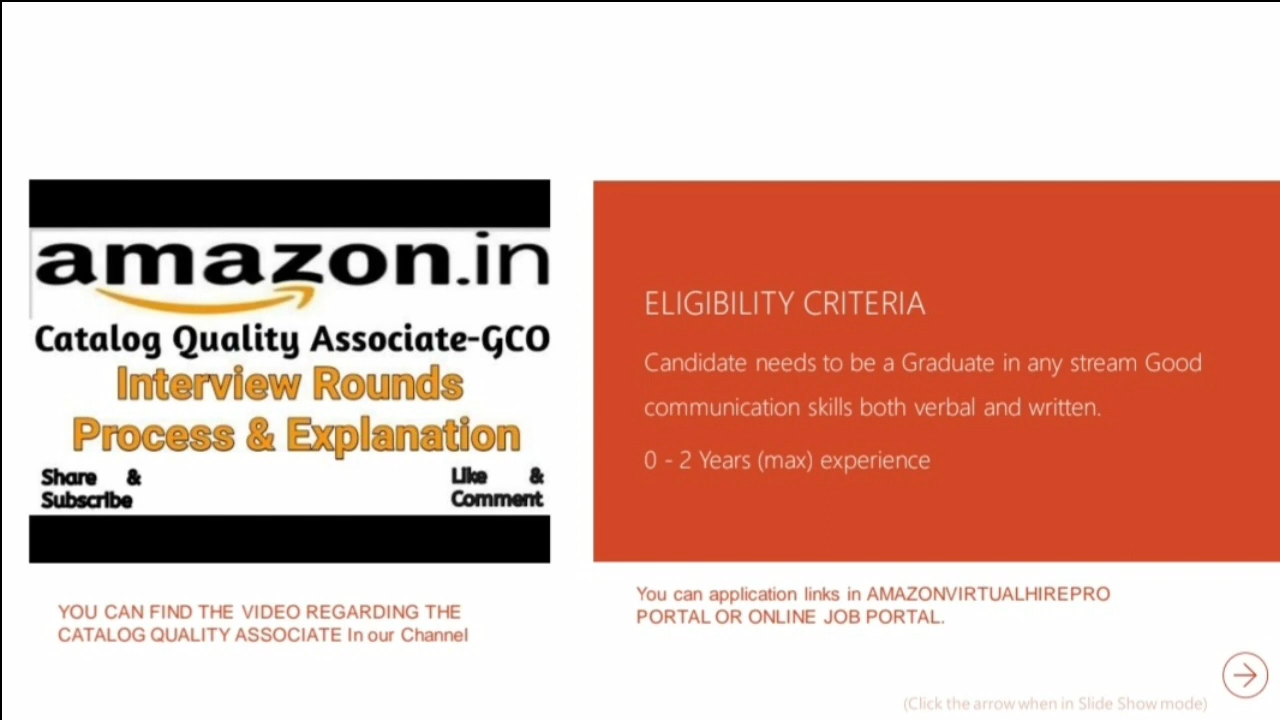 amazon.in
Catalog Quality Associate-GCO
Interview Rounds
Process & Explanation
Share & Like &
Subscribe Comment
YOU CAN FIND THE VIDEO REGARDING THE
CATALOG QUALITY ASSOCIATE In our Channel
ELIGIBILITY CRITERIA
Candidate needs to be a Graduate in any stream Good
communication skills both verbal and written.
0 - 2 Years (max) experience
You can application links in AMAZONVIRTUALHIREPRO
PORTAL OR ONLINE JOB PORTAL.
(Click the arrow when in Slide Show mode)